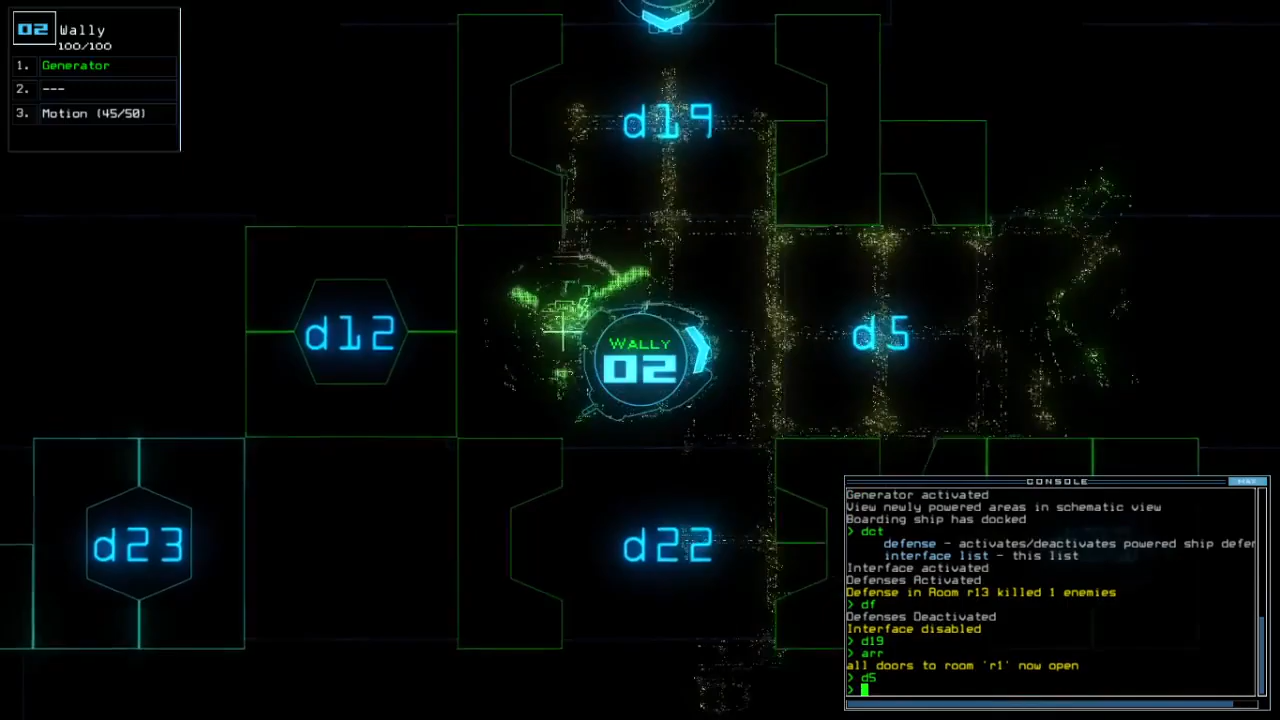 02 Wally
100/100
1. Generator
2. ---
3. Motion (45/50)
d19
d12
d5
WALLY
02
d23
d22
CONSOLE
Generator activated
View newly powered areas in schematic view
Boarding ship has docked
> dct
defense - activates/deactivates powered ship defen
interface list - this list
Interface activated
Defenses Activated
Defense in Room r13 killed 1 enemies
> df
Defenses Deactivated
Interface disabled
> d19
> arr
all doors to room 'r1' now open
> d5
>